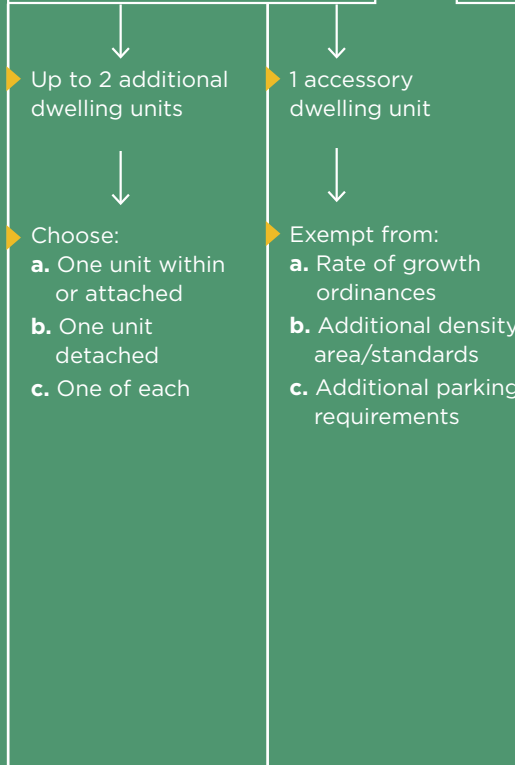 Up to 2 additional
dwelling units
Choose:
a. One unit within
or attached
b. One unit
detached
c. One of each
1 accessory
dwelling unit
Exempt from:
a. Rate of growth
ordinances
b. Additional density
area/standards
c. Additional parking
requirements